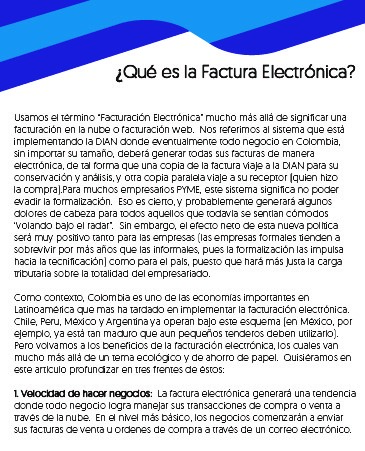 ¿Qué es la Factura Electrónica?
Usamos el término "Facturación Electrónica" mucho más allá de significar una
facturación en la nube o facturación web. Nos referimos al sistema que está
implementando la DIAN donde eventualmente todo negocio en Colombia,
sin importar su tamaño, deberá generar todas sus facturas de manera
electrónica, de tal forma que una copia de la factura viaje a la DIAN para su
conservación y análisis, y otra copia paralela viaje a su receptor (quien hizo
la compra).Para muchos empresarios PYME, este sistema significa no poder
evadir la formalización. Eso es cierto, y probablemente generará algunos
dolores de cabeza para todos aquellos que todavía se sentían cómodos
"volando bajo el radar". Sin embargo, el efecto neto de esta nueva política
será muy positivo tanto para las empresas (las empresas formales tienden a
sobrevivir por más años que las informales, pues la formalización las impulsa
hacia la tecnificación) como para el país, puesto que hará más justa la carga
tributaria sobre la totalidad del empresariado.
Como contexto, Colombia es uno de las economías importantes en
Latinoamérica que mas ha tardado en implementar la facturación electrónica.
Chile, Peru, México y Argentina ya operan bajo este esquema (en México, por
ejemplo, ya está tan maduro que aun pequeños tenderos deben utilizarlo).
Pero volvamos a los beneficios de la facturación electrónica, los cuales van
mucho más allá de un tema ecológico y de ahorro de papel. Quisiéramos en
este artículo profundizar en tres frentes de éstos:
1. Velocidad de hacer negocios: La factura electrónica generará una tendencia
donde todo negocio logra manejar sus transacciones de compra o venta a
través de la nube. En el nivel más básico, los negocios comenzarán a enviar
sus facturas de venta u ordenes de compra a través de un correo electrónico.